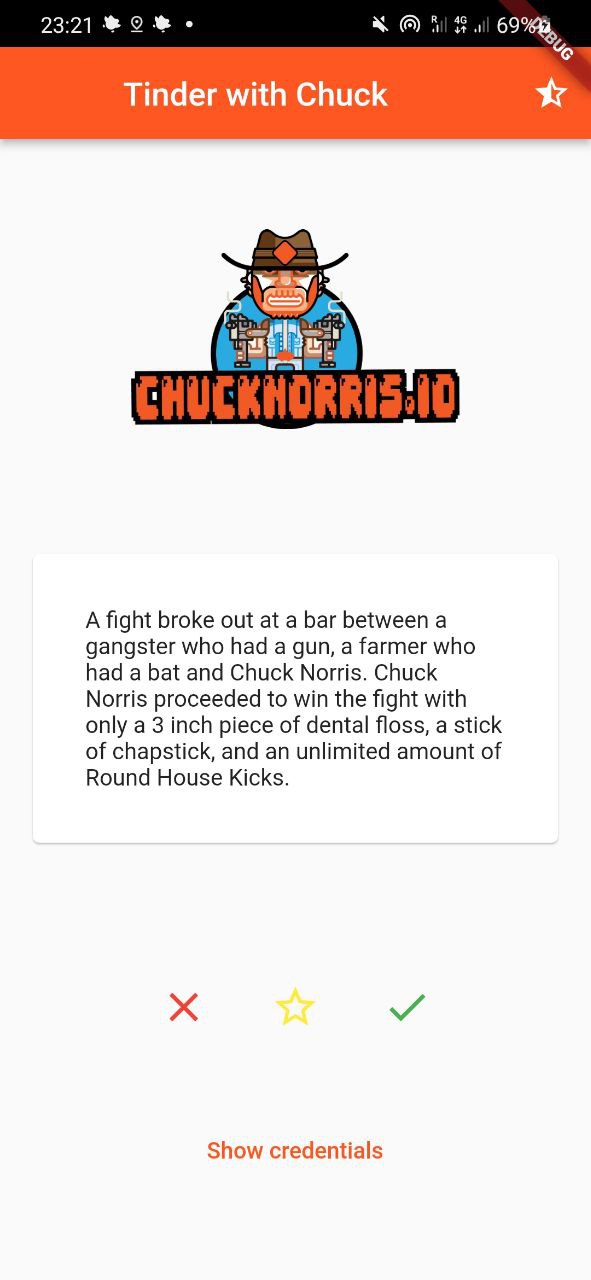 23:21
R
4G
69%
DEBUG
Tinder with Chuck
CHUCKNORRIS.IO
A fight broke out at a bar between a
gangster who had a gun, a farmer who
had a bat and Chuck Norris. Chuck
Norris proceeded to win the fight with
only a 3 inch piece of dental floss, a stick
of chapstick, and an unlimited amount of
Round House Kicks.
Show credentials